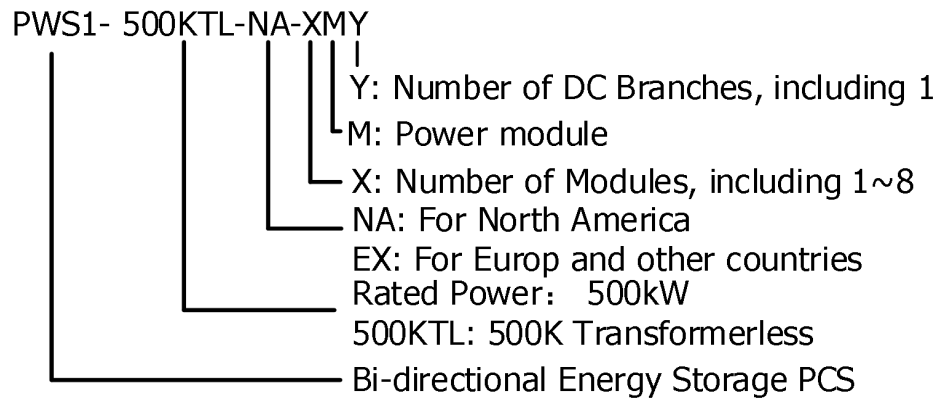 PWS1- 500KTL-NA-XMY
Y: Number of DC Branches, including 1
M: Power module
X: Number of Modules, including 1~8
NA: For North America
EX: For Europ and other countries
Rated Power： 500kW
500KTL: 500K Transformerless
Bi-directional Energy Storage PCS